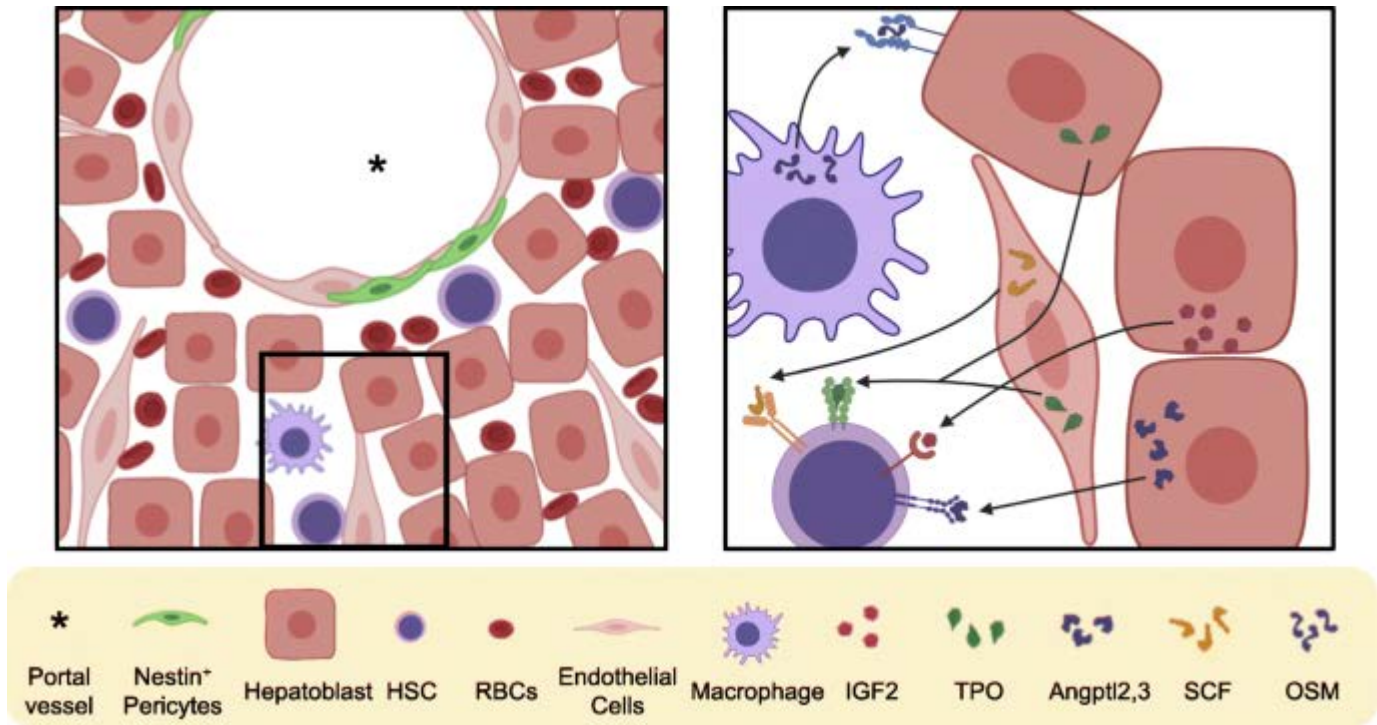 *
*
Portal
vessel
Nestin⁺
Pericytes
Hepatoblast
HSC
RBCs
Endothelial
Cells
Macrophage
IGF2
TPO
Angptl2,3
SCF
OSM